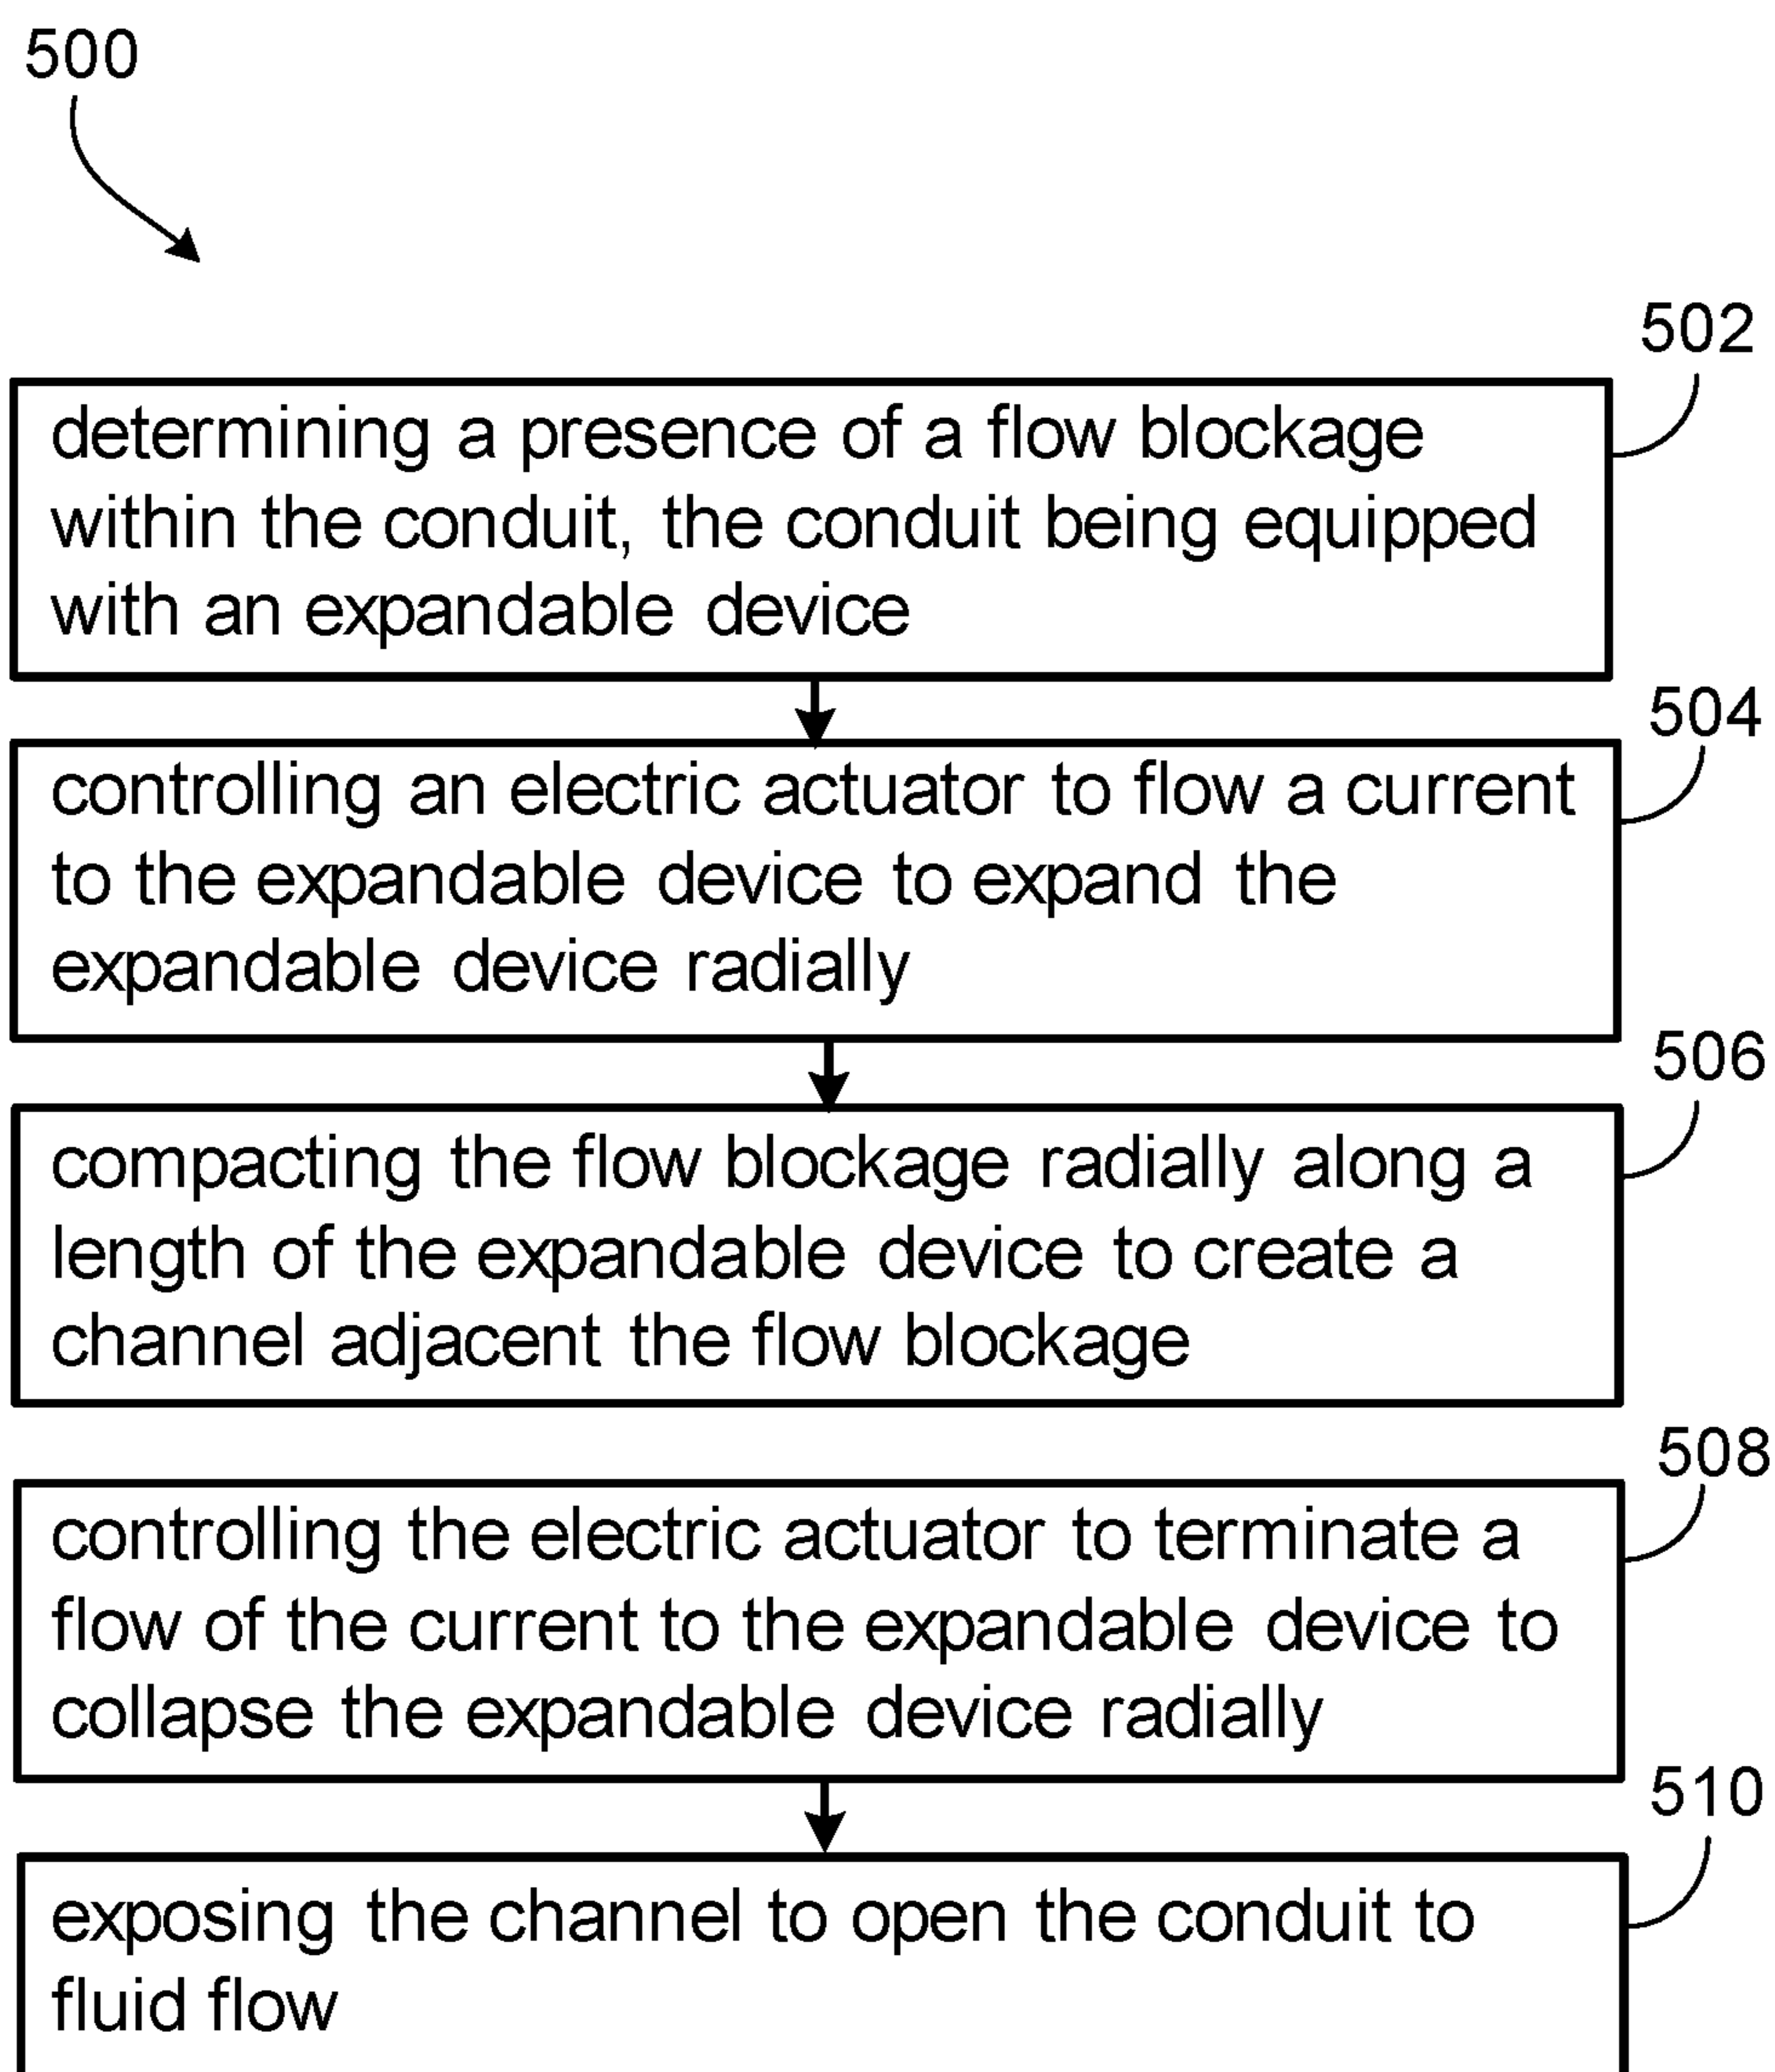 500
502
determining a presence of a flow blockage
within the conduit, the conduit being equipped
with an expandable device
504
controlling an electric actuator to flow a current
to the expandable device to expand the
expandable device radially
506
compacting the flow blockage radially along a
length of the expandable device to create a
channel adjacent the flow blockage
508
controlling the electric actuator to terminate a
flow of the current to the expandable device to
collapse the expandable device radially
510
exposing the channel to open the conduit to
fluid flow